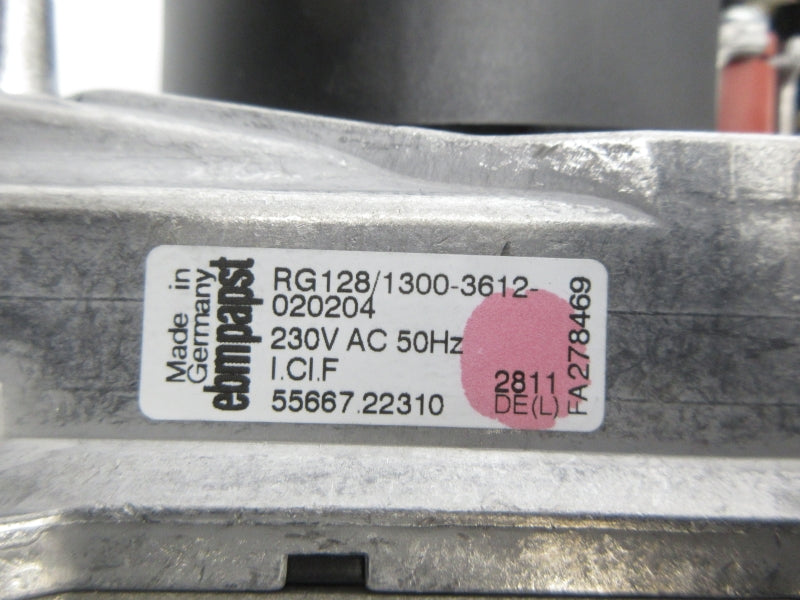 Made in
Germany
ebmpapst
RG128/1300-3612-
020204
230V AC 50Hz
I.Cl.F
55667.22310
2811
DE(L)
FA278469